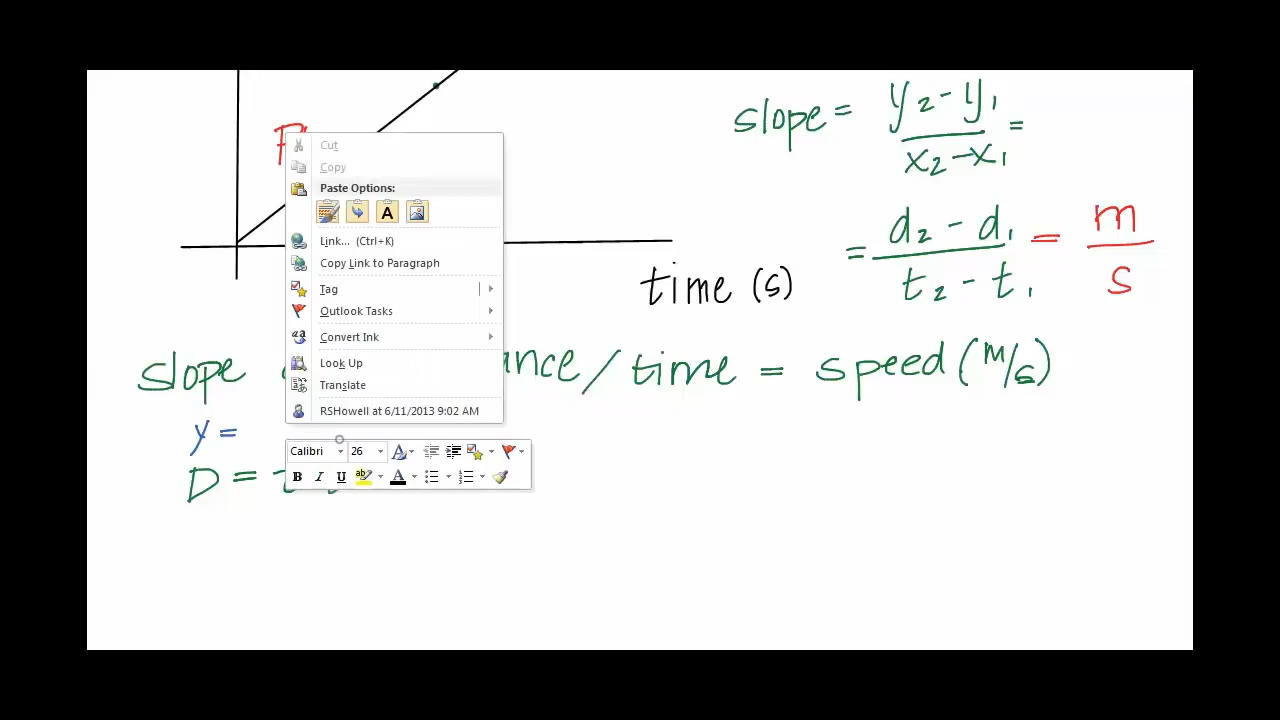 slope = y₂ - y₁ =
x₂ - x₁
= d₂ - d₁ = m
t₂ - t₁ s
time (s)
Cut
Copy
Paste Options:
A
Link... (Ctrl+K)
Copy Link to Paragraph
Tag
Outlook Tasks
Convert Ink
Look Up
Translate
RSHowell at 6/11/2013 9:02 AM
slope / time = speed (m/s)
y =
Calibri 26 A
B I U ab A
D =